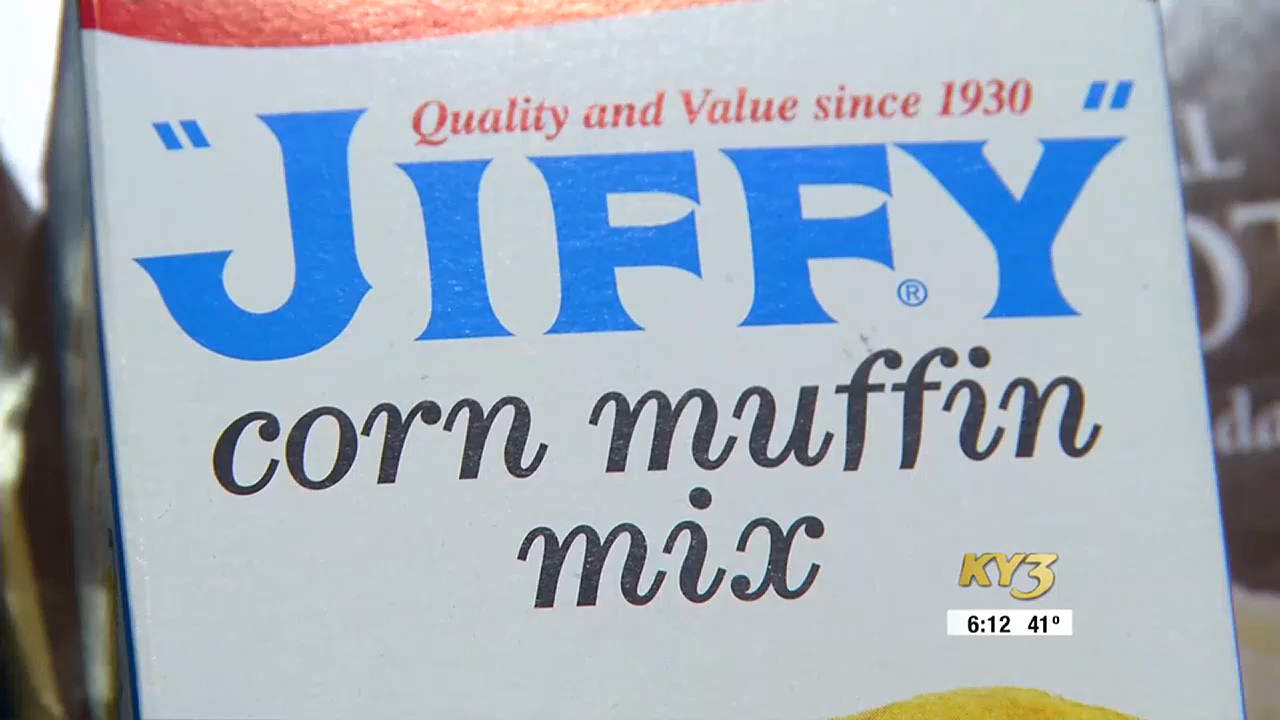 Quality and Value since 1930
"JIFFY"®
corn muffin
mix
KY3
6:12 41°